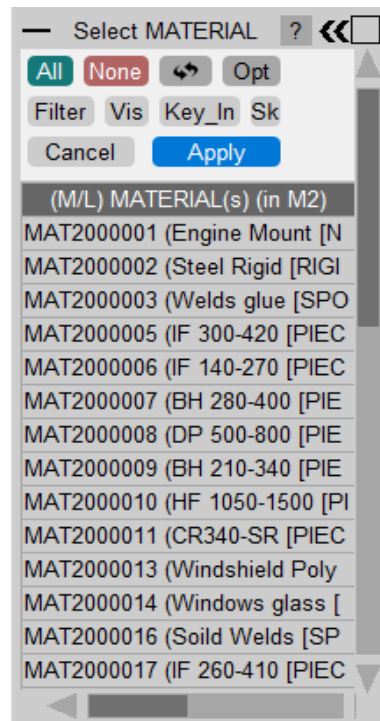 Select MATERIAL ?
All None Opt
Filter Vis Key_In Sk
Cancel Apply
(M/L) MATERIAL(s) (in M2)
MAT2000001 (Engine Mount [N
MAT2000002 (Steel Rigid [RIGI
MAT2000003 (Welds glue [SPO
MAT2000005 (IF 300-420 [PIEC
MAT2000006 (IF 140-270 [PIEC
MAT2000007 (BH 280-400 [PIE
MAT2000008 (DP 500-800 [PIE
MAT2000009 (BH 210-340 [PIE
MAT2000010 (HF 1050-1500 [PI
MAT2000011 (CR340-SR [PIEC
MAT2000013 (Windshield Poly
MAT2000014 (Windows glass [
MAT2000016 (Soild Welds [SP
MAT2000017 (IF 260-410 [PIEC